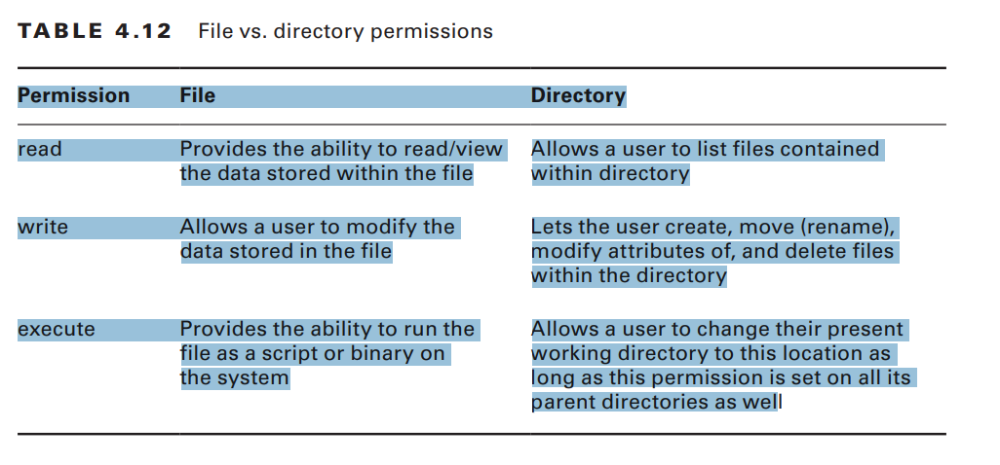 TABLE 4.12 File vs. directory permissions
Permission File Directory
read Provides the ability to read/view Allows a user to list files contained
the data stored within the file within directory
write Allows a user to modify the Lets the user create, move (rename),
data stored in the file modify attributes of, and delete files
within the directory
execute Provides the ability to run the Allows a user to change their present
file as a script or binary on working directory to this location as
the system long as this permission is set on all its
parent directories as well